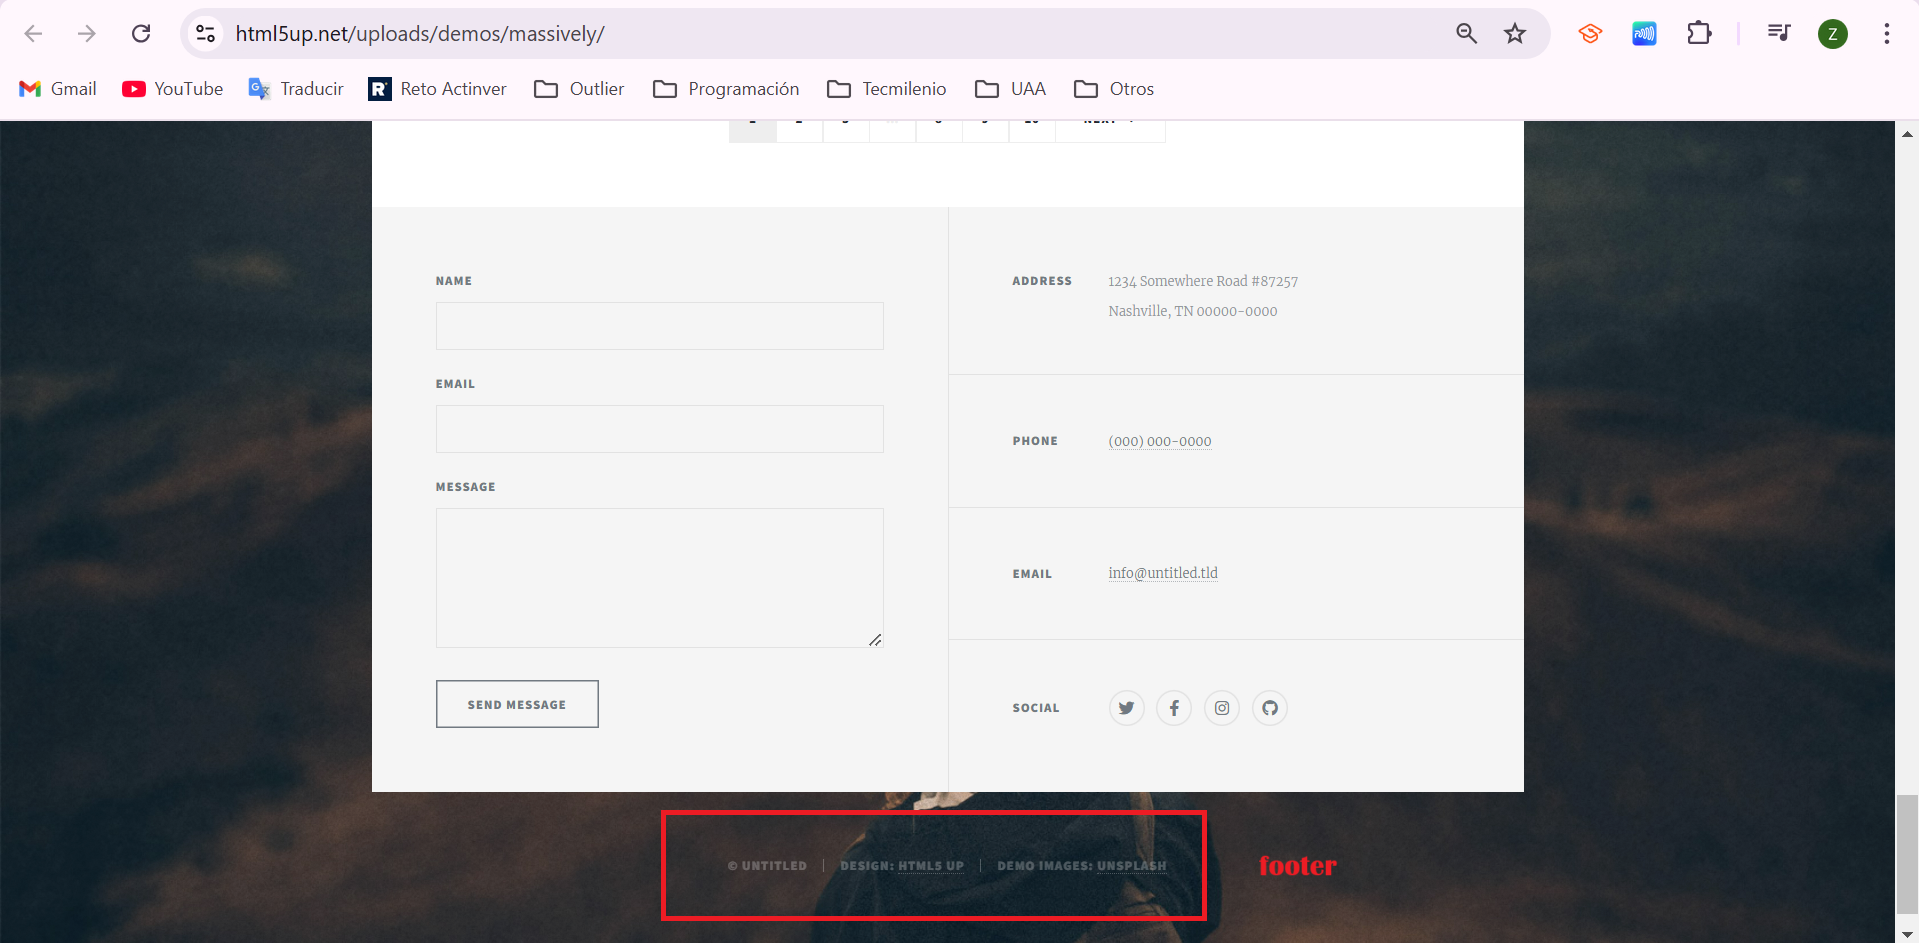 html5up.net/uploads/demos/massively/
Z
Gmail YouTube Traducir Reto Actinver Outlier Programación Tecmilenio UAA Otros
NAME
EMAIL
MESSAGE
SEND MESSAGE
ADDRESS 1234 Somewhere Road #87257
Nashville, TN 00000-0000
PHONE (000) 000-0000
EMAIL info@untitled.tld
SOCIAL
© UNTITLED DESIGN: HTML5 UP DEMO IMAGES: UNSPLASH
footer